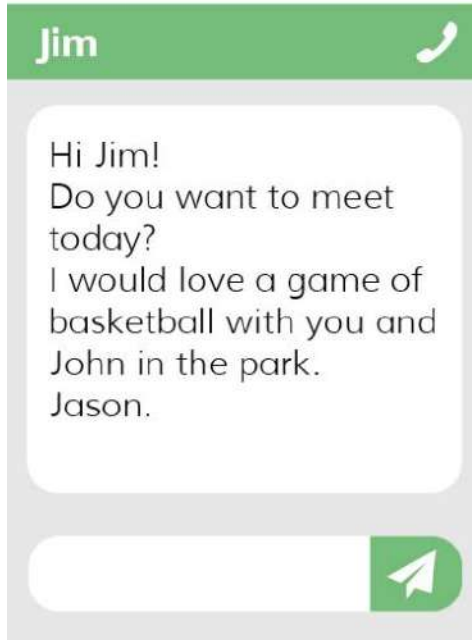 Jim
Hi Jim!
Do you want to meet
today?
I would love a game of
basketball with you and
John in the park.
Jason.